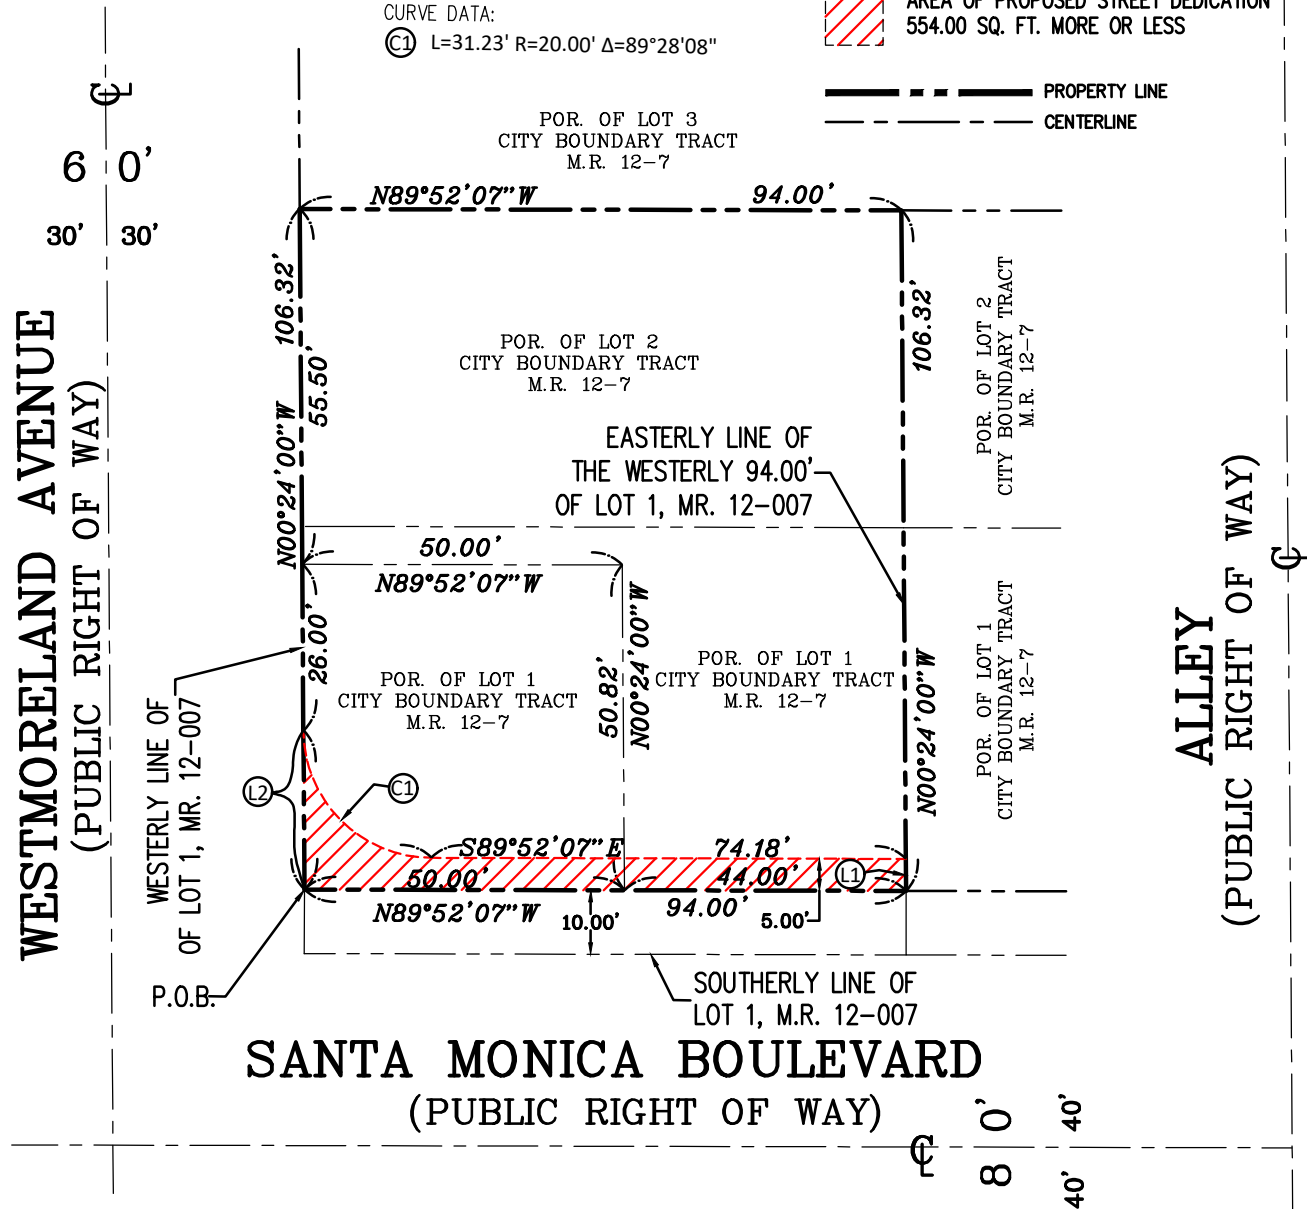 CURVE DATA:
C1 L=31.23' R=20.00' Δ=89°28'08"
AREA OF PROPOSED STREET DEDICATION
554.00 SQ. FT. MORE OR LESS
PROPERTY LINE
CENTERLINE
℄
60'
30' 30'
POR. OF LOT 3
CITY BOUNDARY TRACT
M.R. 12-7
N89°52'07"W 94.00'
106.32'
55.50'
N00°24'00"W
106.32'
POR. OF LOT 2
CITY BOUNDARY TRACT
M.R. 12-7
POR. OF LOT 2
CITY BOUNDARY TRACT
M.R. 12-7
EASTERLY LINE OF
THE WESTERLY 94.00'
OF LOT 1, MR. 12-007
WESTMORELAND AVENUE
(PUBLIC RIGHT OF WAY)
50.00'
N89°52'07"W
26.00'
50.82'
N00°24'00"W
POR. OF LOT 1
CITY BOUNDARY TRACT
M.R. 12-7
POR. OF LOT 1
CITY BOUNDARY TRACT
M.R. 12-7
N00°24'00"W
POR. OF LOT 1
CITY BOUNDARY TRACT
M.R. 12-7
℄
ALLEY
(PUBLIC RIGHT OF WAY)
WESTERLY LINE OF
OF LOT 1, MR. 12-007
L2
C1
S89°52'07"E 74.18'
50.00' 44.00' L1
N89°52'07"W 94.00'
10.00' 5.00'
P.O.B.
SOUTHERLY LINE OF
LOT 1, M.R. 12-007
SANTA MONICA BOULEVARD
(PUBLIC RIGHT OF WAY)
℄
80'
40'
40'